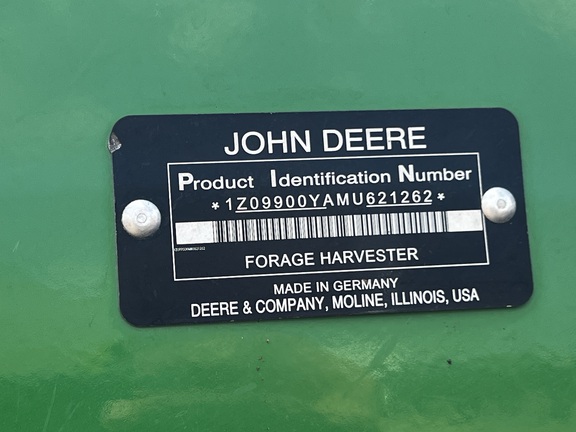 JOHN DEERE
Product Identification Number
*1Z09900YAMU621262*
FORAGE HARVESTER
MADE IN GERMANY
DEERE & COMPANY, MOLINE, ILLINOIS, USA